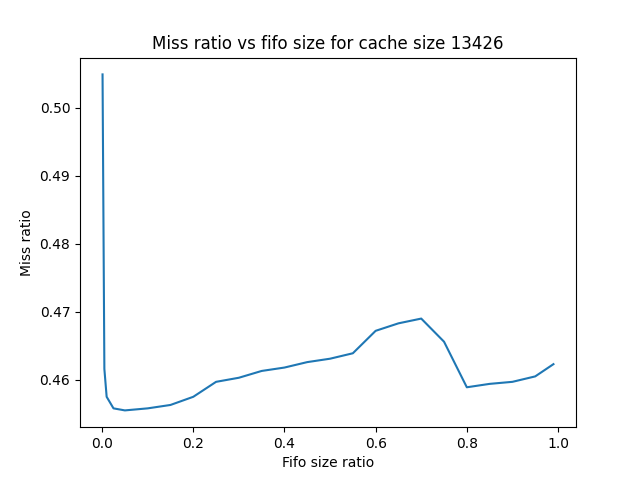 Miss ratio vs fifo size for cache size 13426
0.50
0.49
0.48
0.47
0.46
Miss ratio
0.0 0.2 0.4 0.6 0.8 1.0
Fifo size ratio